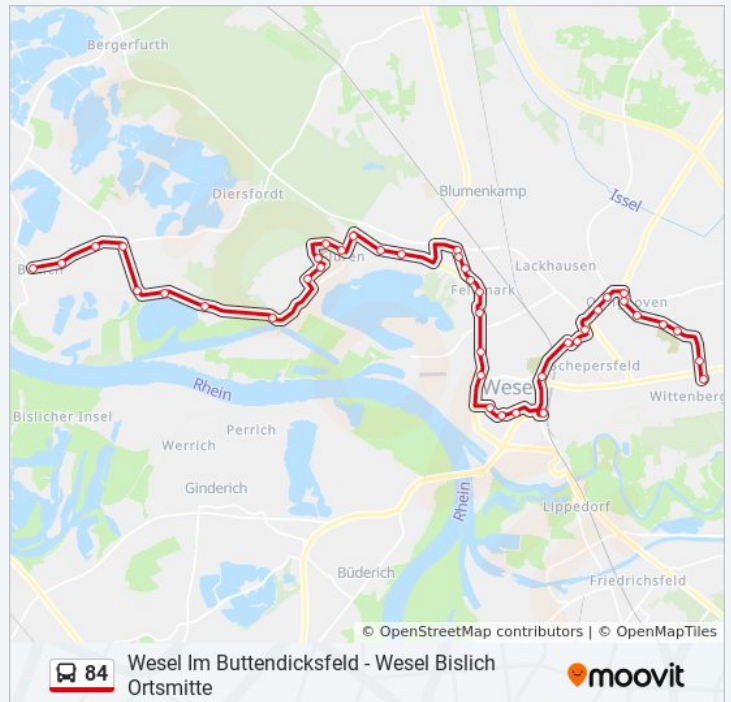 Bergerfurth
Diersfordt
Blumenkamp
Issel
Lackhausen
Wesel
Schepersfeld
Wittenberg
Rhein
Bislicher Insel
Perrich
Werrich
Ginderich
Rhein
Lippedorf
Büderich
Friedrichsfeld
© OpenStreetMap contributors | © OpenMapTiles
84
Wesel Im Buttendicksfeld - Wesel Bislich
Ortsmitte
moovit